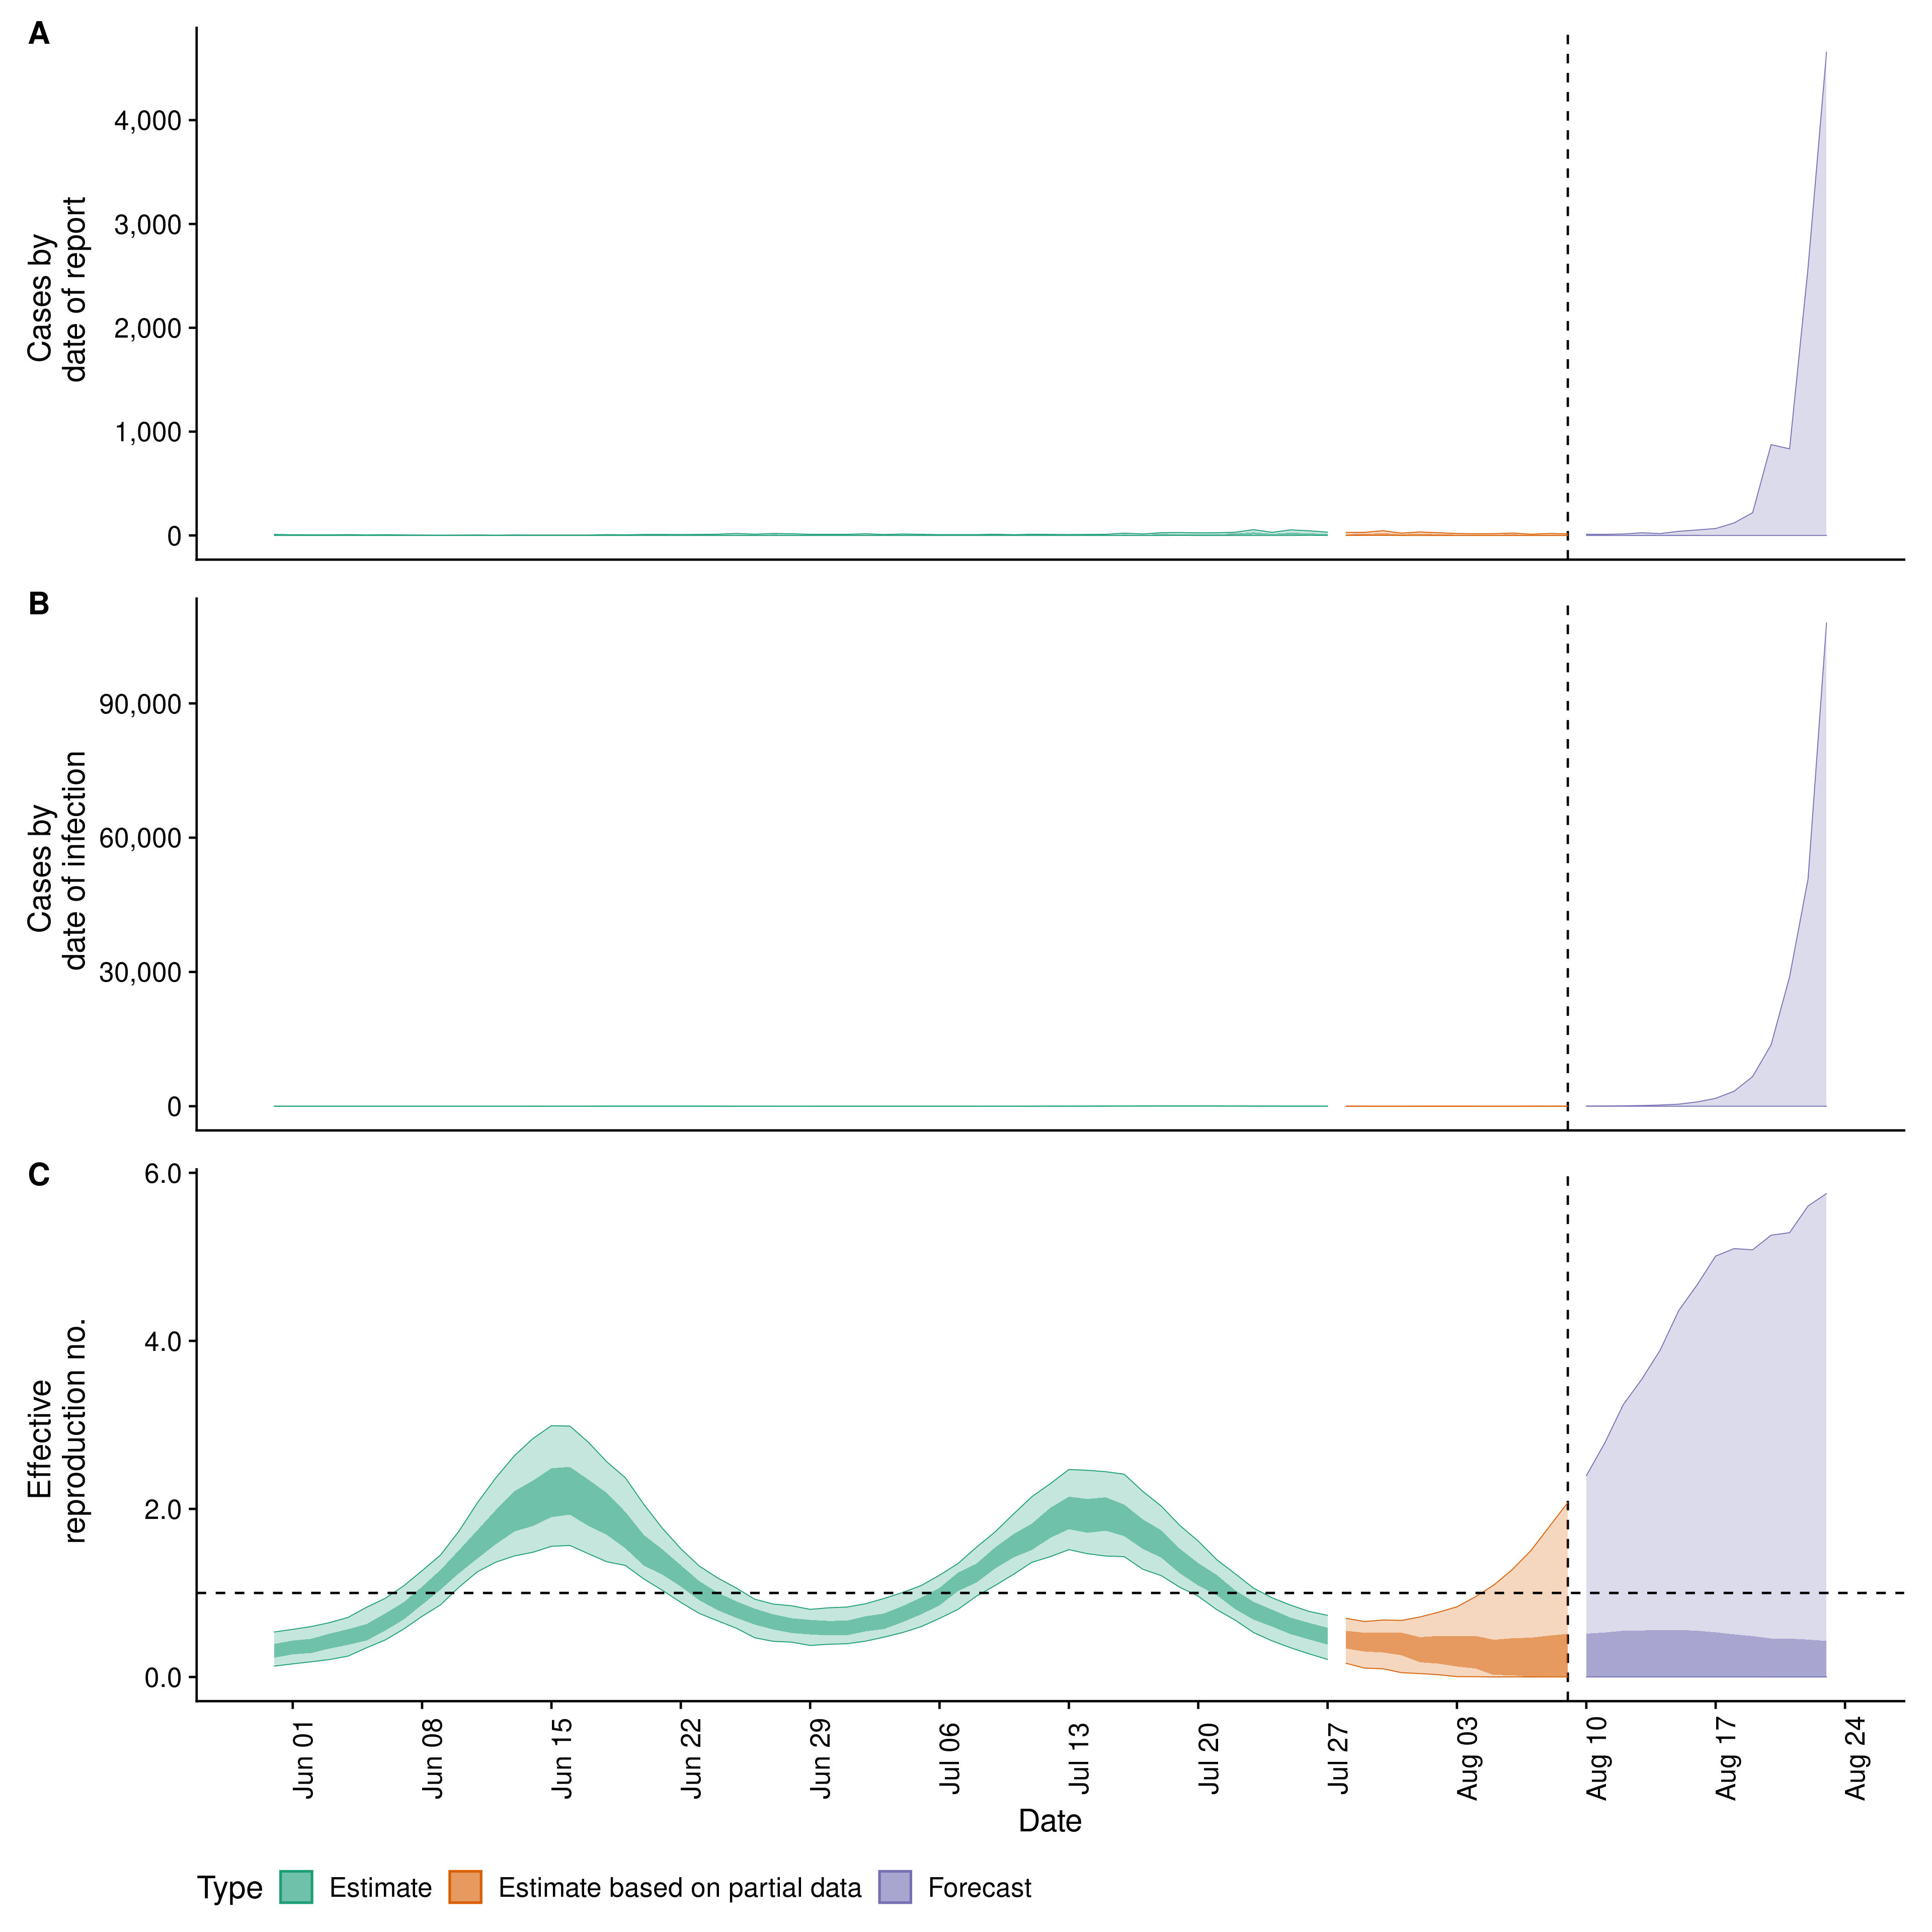 A
Cases by
date of report
4,000
3,000
2,000
1,000
0
B
Cases by
date of infection
90,000
60,000
30,000
0
C
Effective
reproduction no.
6.0
4.0
2.0
0.0
Jun 01
Jun 08
Jun 15
Jun 22
Jun 29
Jul 06
Jul 13
Jul 20
Jul 27
Aug 03
Aug 10
Aug 17
Aug 24
Date
Type Estimate Estimate based on partial data Forecast